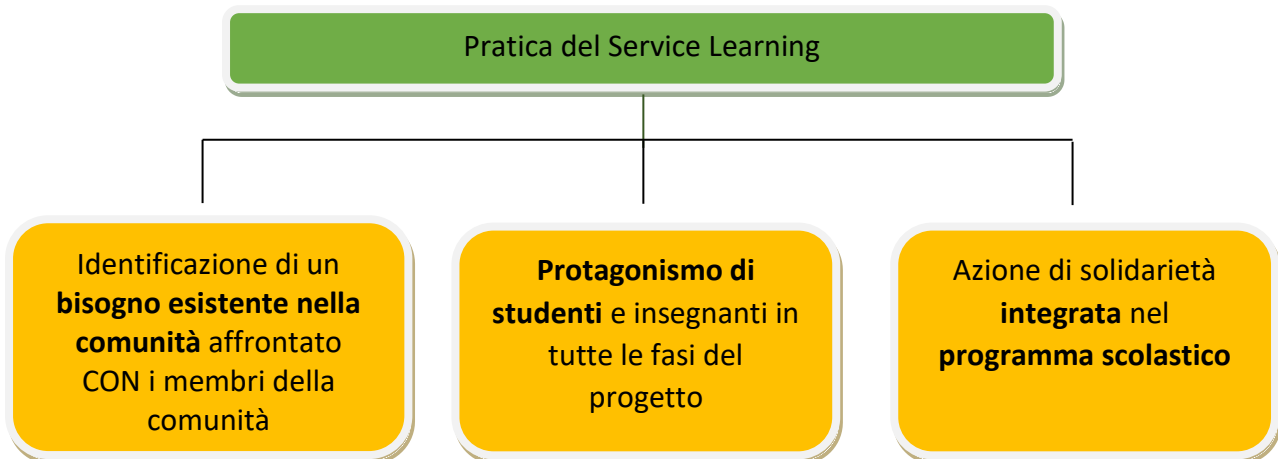 Pratica del Service Learning
Identificazione di un
bisogno esistente nella
comunità affrontato
CON i membri della
comunità
Protagonismo di
studenti e insegnanti in
tutte le fasi del
progetto
Azione di solidarietà
integrata nel
programma scolastico